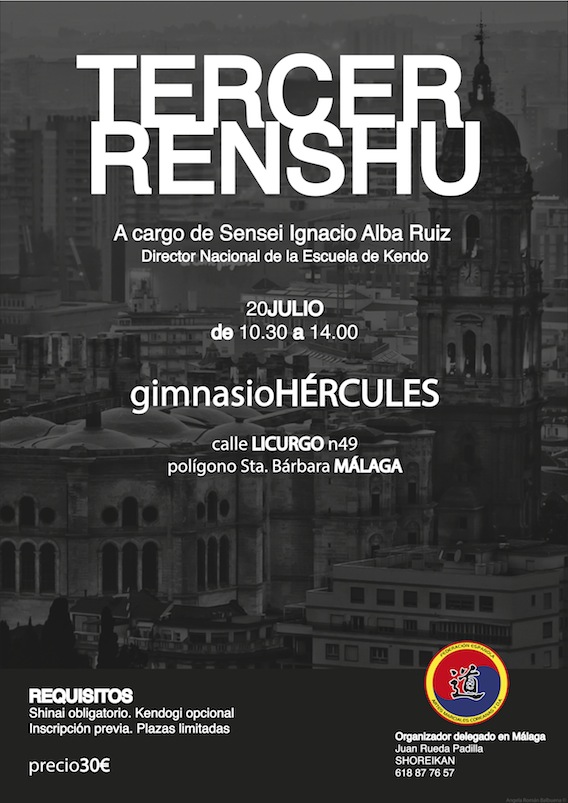 TERCER
RENSHU
A cargo de Sensei Ignacio Alba Ruiz
Director Nacional de la Escuela de Kendo
20JULIO
de 10.30 a 14.00
gimnasioHÉRCULES
calle LICURGO n49
polígono Sta. Bárbara MÁLAGA
REQUISITOS
Shinai obligatorio. Kendogi opcional
Inscripción previa. Plazas limitadas
precio30€
FEDERACIÓN ESPAÑOLA
道
Organizador delegado en Málaga
Juan Rueda Padilla
SHOREIKAN
618 87 76 57